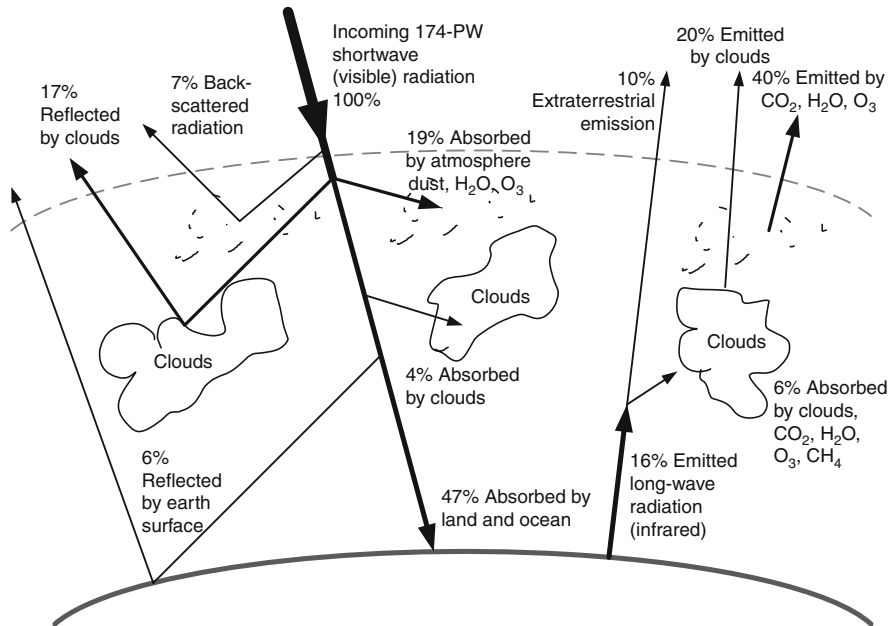 Incoming 174-PW
shortwave
(visible) radiation
100%
17%
Reflected
by clouds
7% Back-
scattered
radiation
19% Absorbed
by atmosphere
dust, H₂O, O₃
20% Emitted
by clouds
10%
Extraterrestrial
emission
40% Emitted by
CO₂, H₂O, O₃
Clouds
Clouds
Clouds
4% Absorbed
by clouds
6% Absorbed
by clouds,
CO₂, H₂O,
O₃, CH₄
6%
Reflected
by earth
surface
47% Absorbed by
land and ocean
16% Emitted
long-wave
radiation
(infrared)